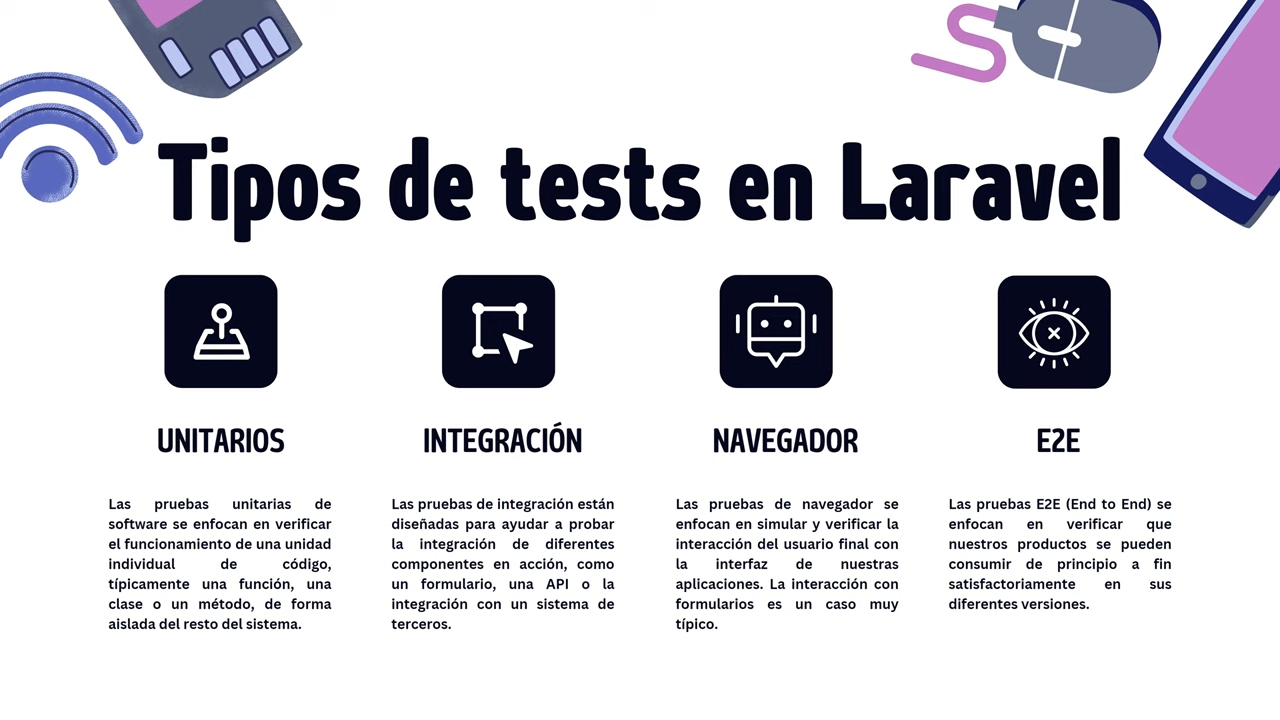 Tipos de tests en Laravel
UNITARIOS
Las pruebas unitarias de
software se enfocan en verificar
el funcionamiento de una unidad
individual de código,
típicamente una función, una
clase o un método, de forma
aislada del resto del sistema.
INTEGRACIÓN
Las pruebas de integración están
diseñadas para ayudar a probar
la integración de diferentes
componentes en acción, como
un formulario, una API o la
integración con un sistema de
terceros.
NAVEGADOR
Las pruebas de navegador se
enfocan en simular y verificar la
interacción del usuario final con
la interfaz de nuestras
aplicaciones. La interacción con
formularios es un caso muy
típico.
E2E
Las pruebas E2E (End to End) se
enfocan en verificar que
nuestros productos se pueden
consumir de principio a fin
satisfactoriamente en sus
diferentes versiones.